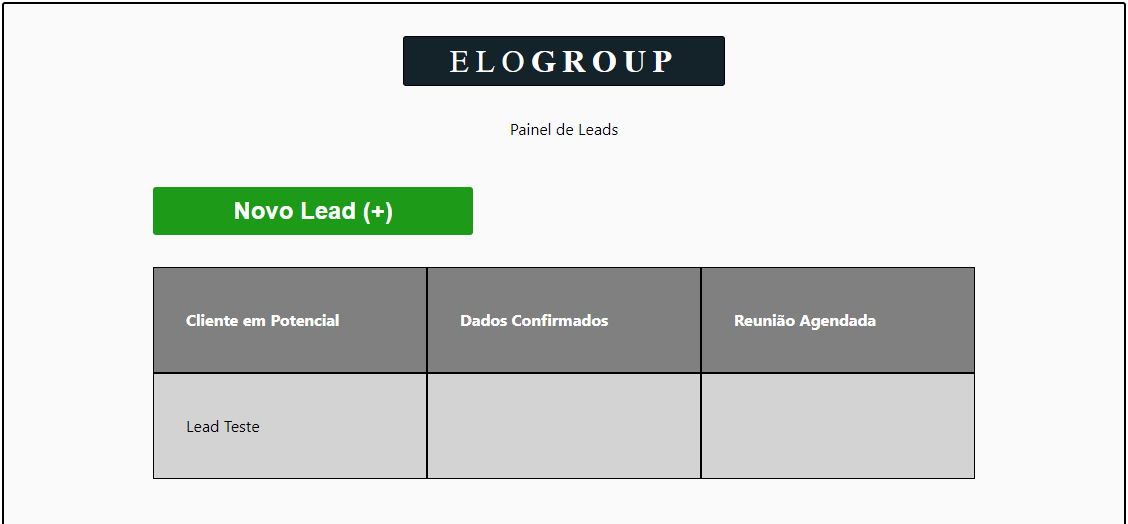 ELOGROUP
Painel de Leads
Novo Lead (+)
Cliente em Potencial Dados Confirmados Reunião Agendada
Lead Teste